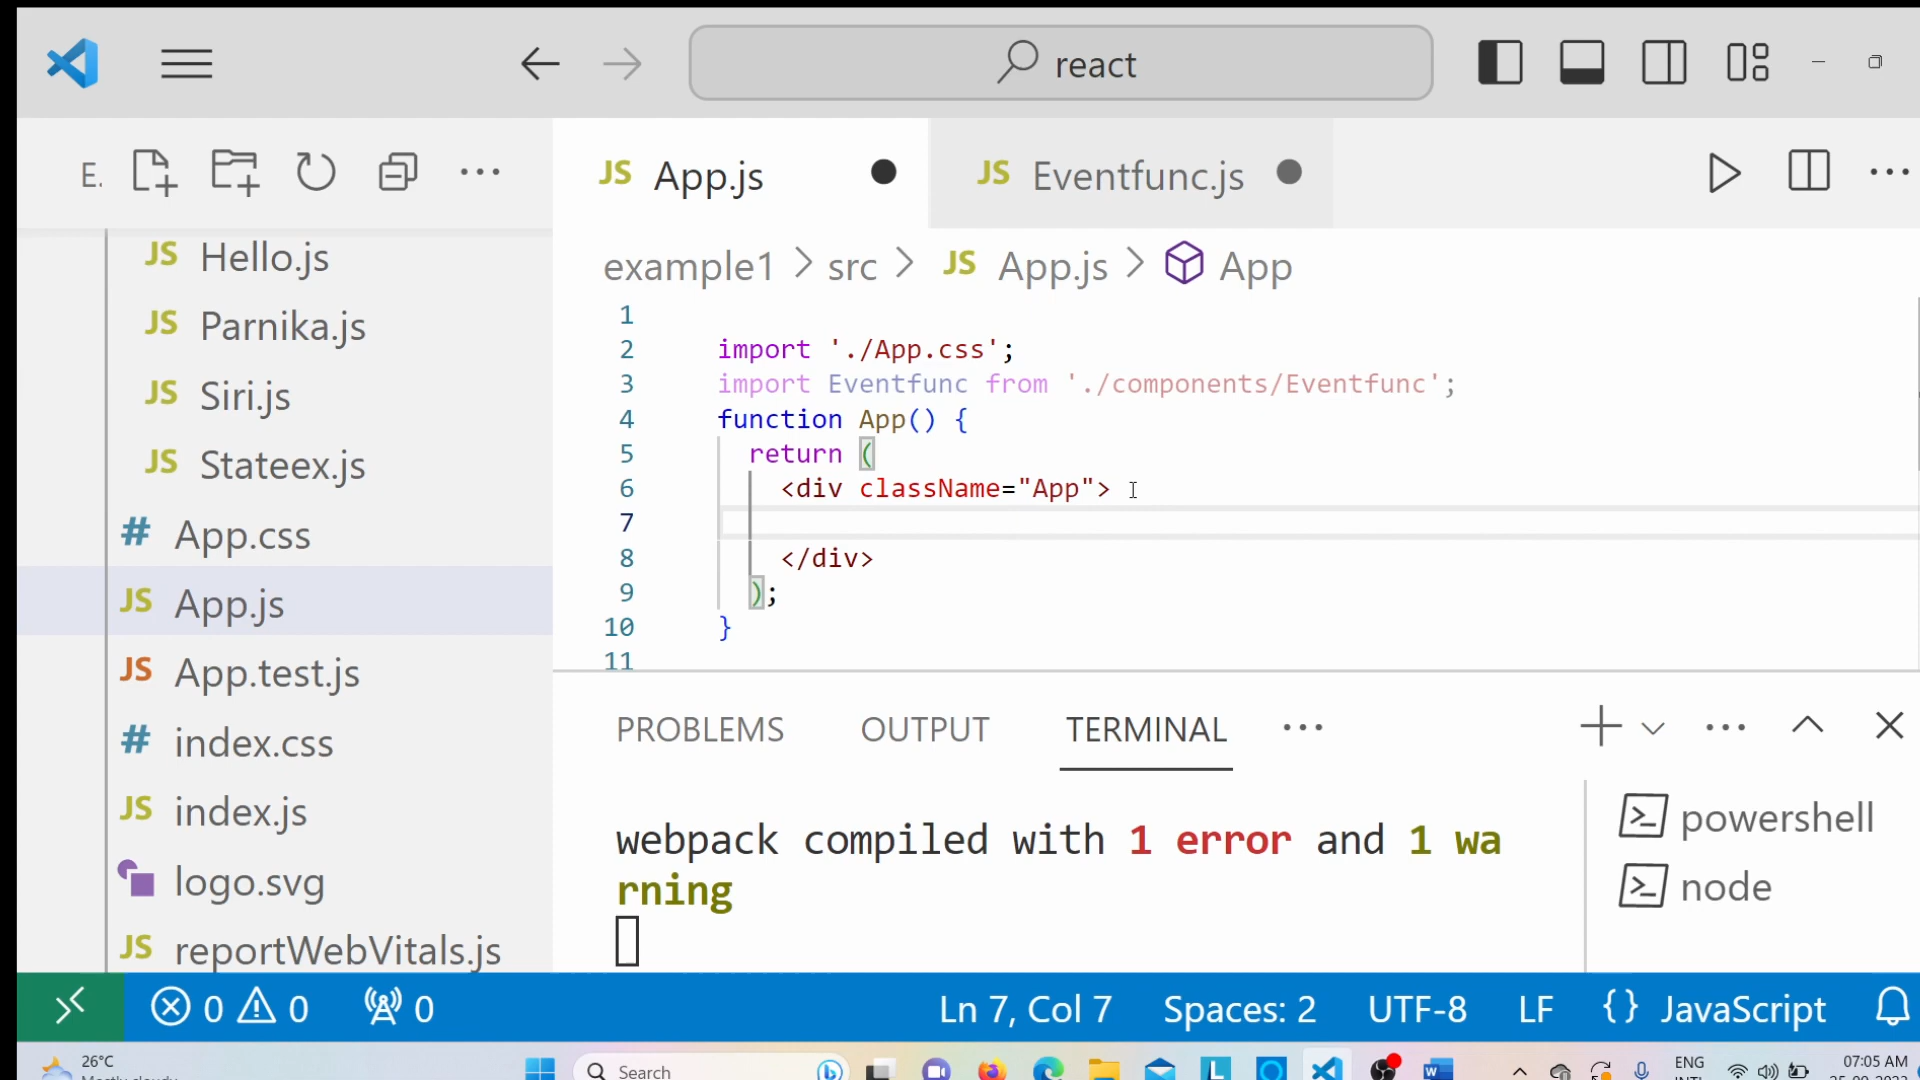 react
E.
JS App.js
JS Eventfunc.js
example1 > src > JS App.js > App
JS Hello.js
JS Parnika.js
JS Siri.js
JS Stateex.js
# App.css
JS App.js
JS App.test.js
# index.css
JS index.js
logo.svg
JS reportWebVitals.js
1
2 import './App.css';
3 import Eventfunc from './components/Eventfunc';
4 function App() {
5 return (
6 <div className="App">
7
8 </div>
9 );
10 }
11
PROBLEMS OUTPUT TERMINAL
webpack compiled with 1 error and 1 wa
rning
powershell
node
0 0 0
Ln 7, Col 7 Spaces: 2 UTF-8 LF {} JavaScript
26°C
Search
ENG
07:05 AM